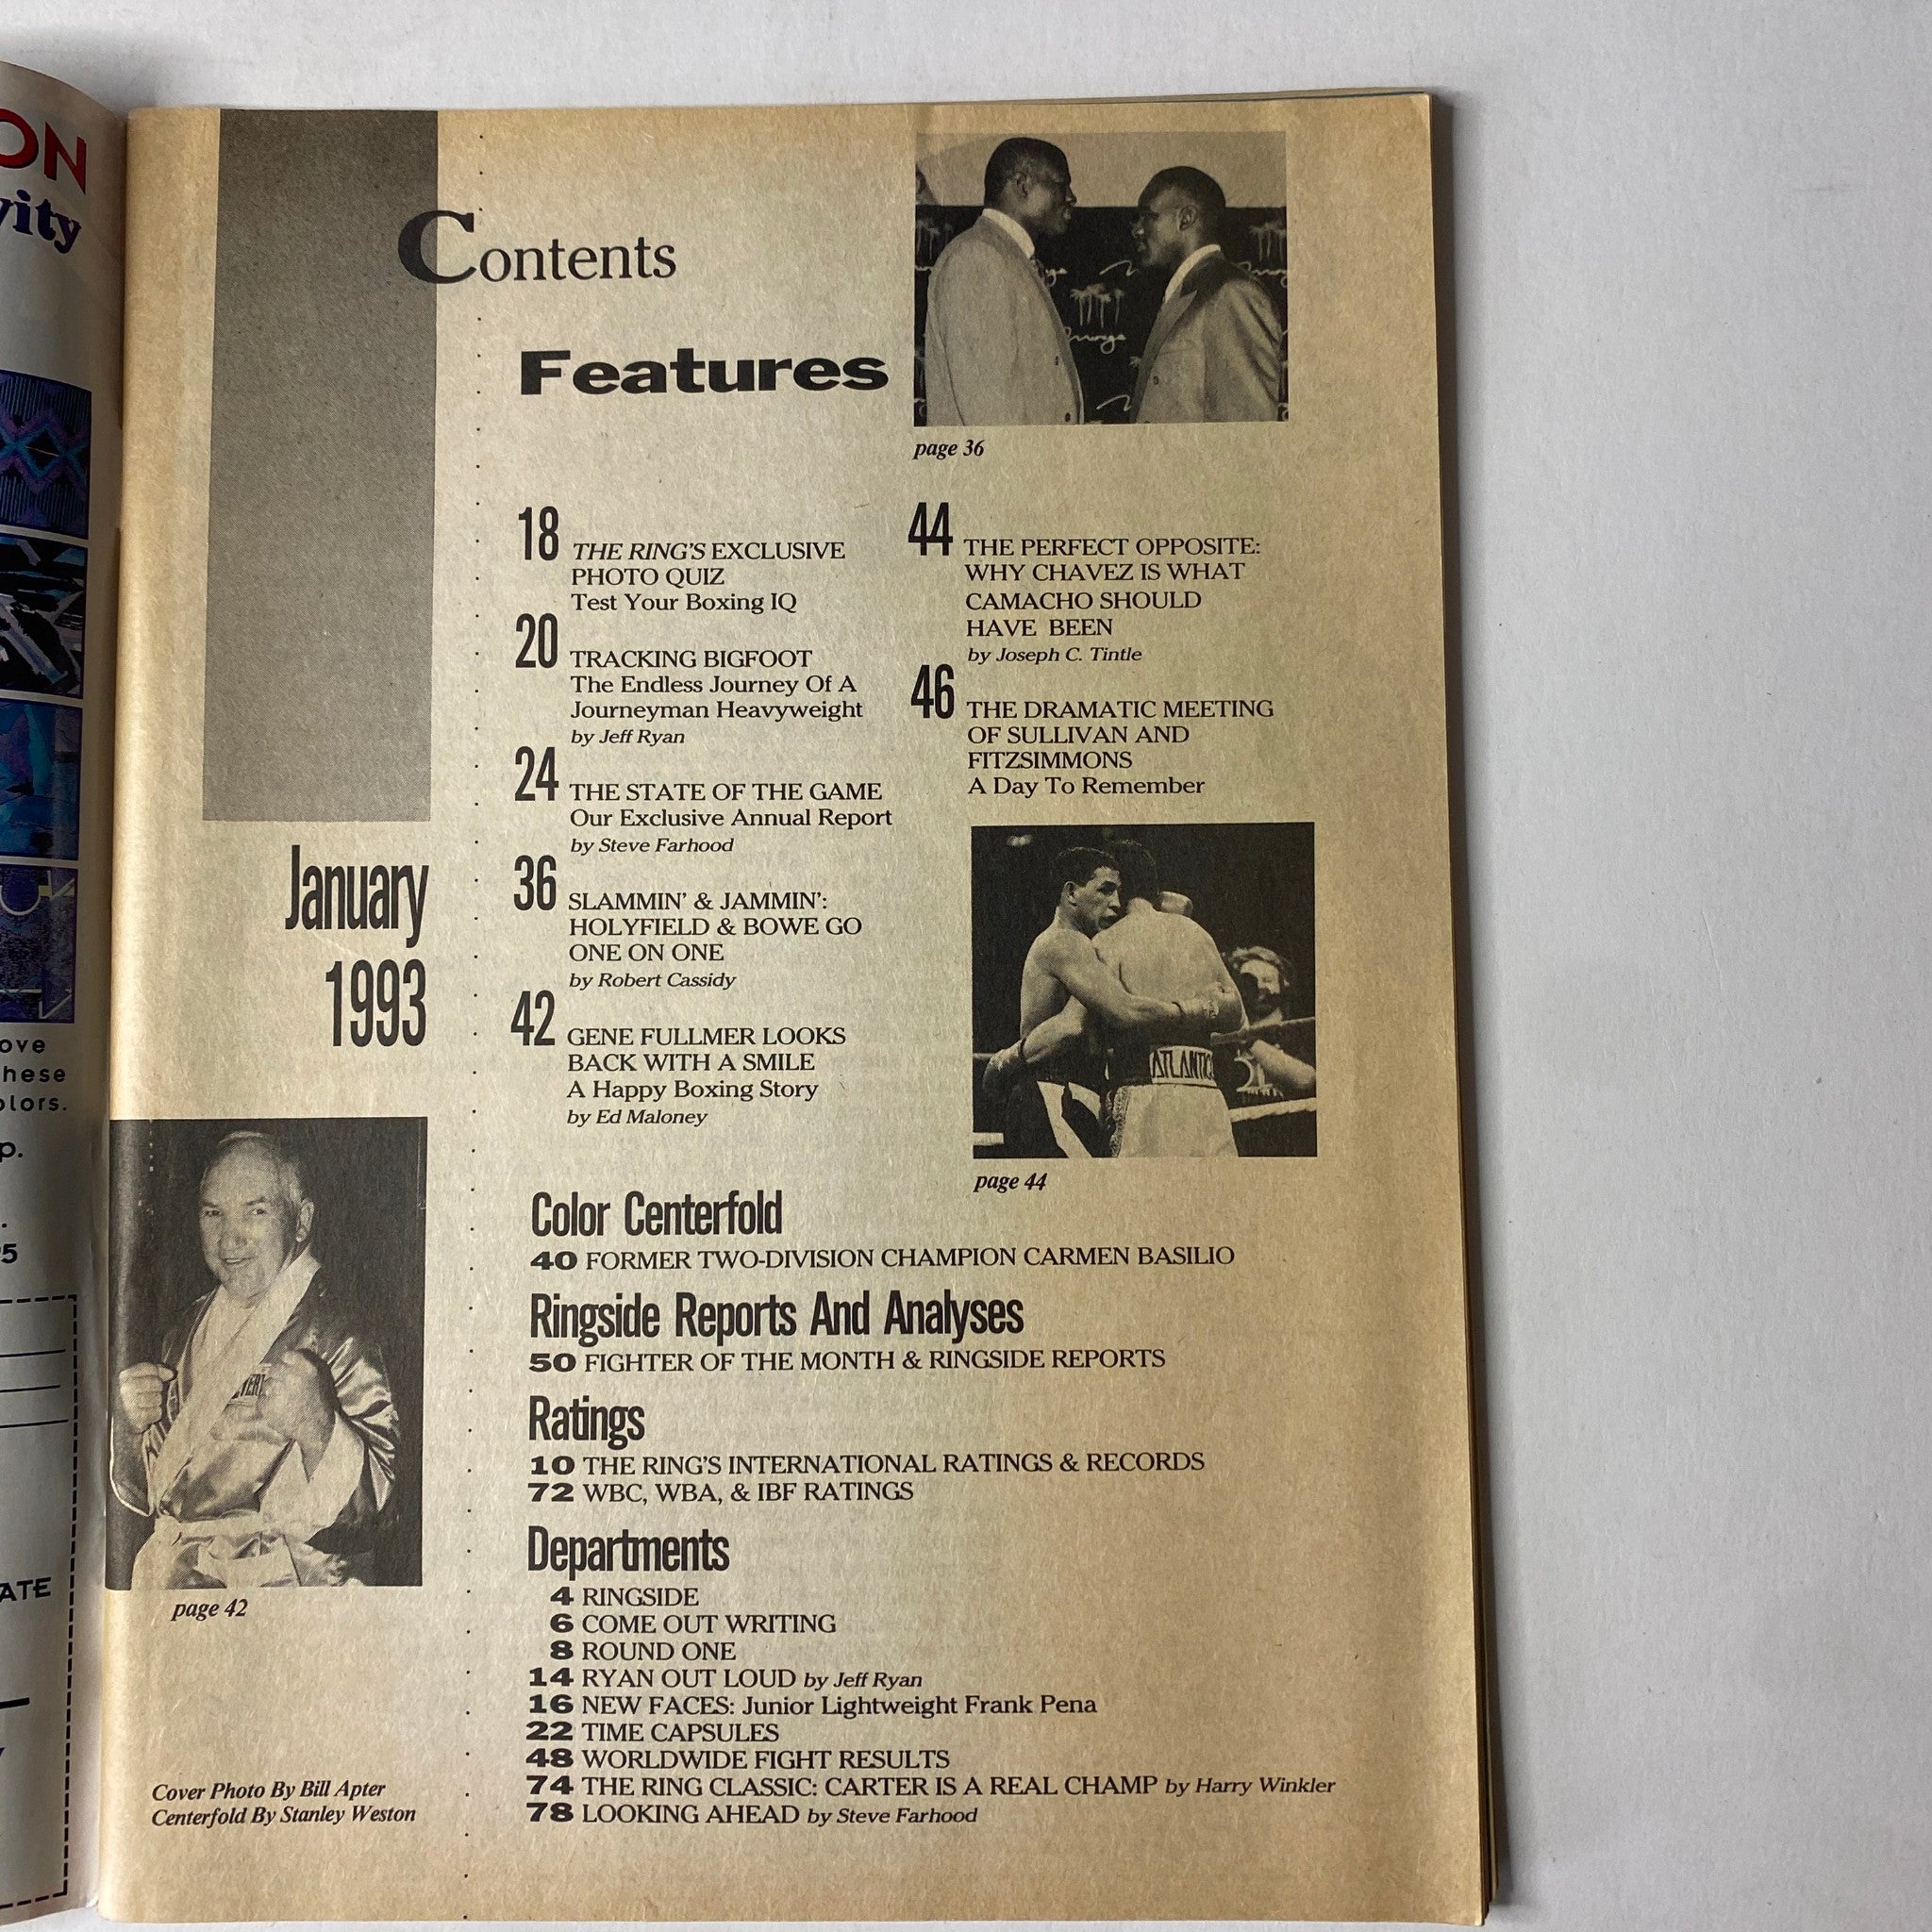 ON
vity
ove
hese
olors.
p.
95
ATE
Contents
Features
page 36
18 THE RING'S EXCLUSIVE
PHOTO QUIZ
Test Your Boxing IQ
20 TRACKING BIGFOOT
The Endless Journey Of A
Journeyman Heavyweight
by Jeff Ryan
24 THE STATE OF THE GAME
Our Exclusive Annual Report
by Steve Farhood
36 SLAMMIN' & JAMMIN':
HOLYFIELD & BOWE GO
ONE ON ONE
by Robert Cassidy
42 GENE FULLMER LOOKS
BACK WITH A SMILE
A Happy Boxing Story
by Ed Maloney
44 THE PERFECT OPPOSITE:
WHY CHAVEZ IS WHAT
CAMACHO SHOULD
HAVE BEEN
by Joseph C. Tintle
46 THE DRAMATIC MEETING
OF SULLIVAN AND
FITZSIMMONS
A Day To Remember
ATLANTIC
page 44
January
1993
page 42
Color Centerfold
40 FORMER TWO-DIVISION CHAMPION CARMEN BASILIO
Ringside Reports And Analyses
50 FIGHTER OF THE MONTH & RINGSIDE REPORTS
Ratings
10 THE RING'S INTERNATIONAL RATINGS & RECORDS
72 WBC, WBA, & IBF RATINGS
Departments
4 RINGSIDE
6 COME OUT WRITING
8 ROUND ONE
14 RYAN OUT LOUD by Jeff Ryan
16 NEW FACES: Junior Lightweight Frank Pena
22 TIME CAPSULES
48 WORLDWIDE FIGHT RESULTS
74 THE RING CLASSIC: CARTER IS A REAL CHAMP by Harry Winkler
78 LOOKING AHEAD by Steve Farhood
Cover Photo By Bill Apter
Centerfold By Stanley Weston